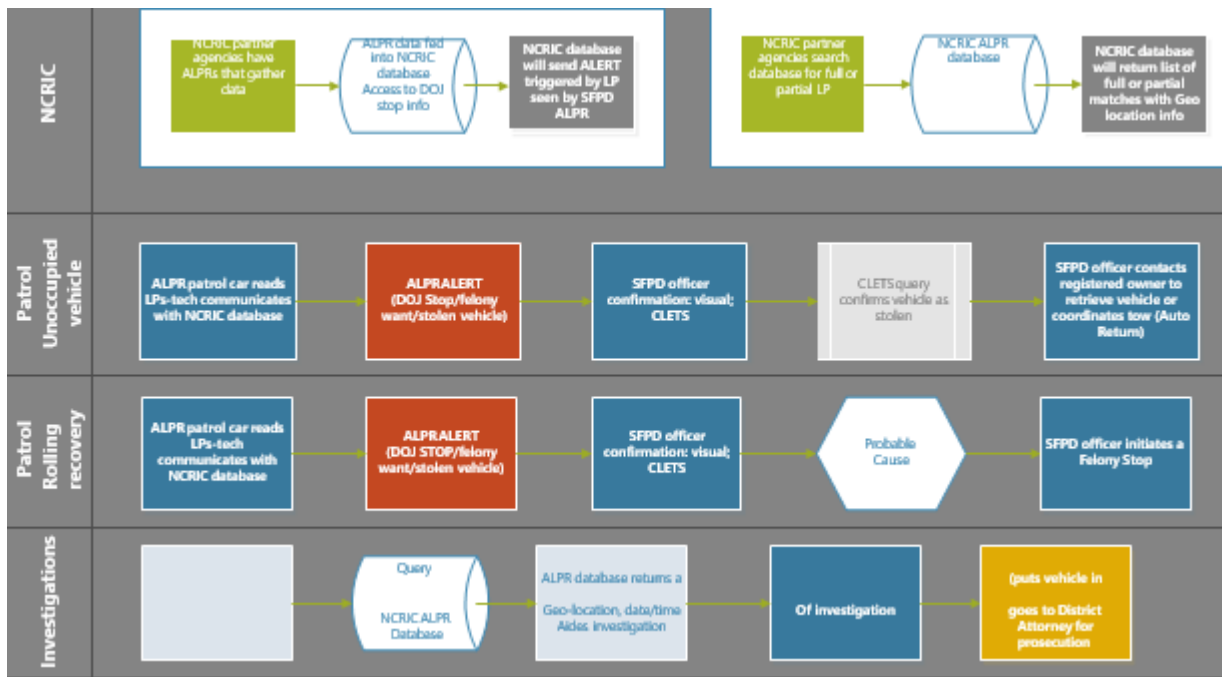 NCRIC
NCRIC partner
agencies have
ALPRs that gather
data
ALPR data fed
into NCRIC
database
Access to DOJ
stop info
NCRIC database
will send ALERT
triggered by LP
seen by SFPD
ALPR
NCRIC partner
agencies search
database for full or
partial LP
NCRIC ALPR
database
NCRIC database
will return list of
full or partial
matches with Geo
location info
Patrol
Unoccupied
vehicle
ALPR patrol car reads
LPs-tech communicates
with NCRIC database
ALPR ALERT
(DOJ Stop/felony
want/stolen vehicle)
SFPD officer
confirmation: visual;
CLETS
CLETS query
confirms vehicle as
stolen
SFPD officer contacts
registered owner to
retrieve vehicle or
coordinates tow (Auto
Return)
Patrol
Rolling
recovery
ALPR patrol car reads
LPs-tech
communicates with
NCRIC database
ALPR ALERT
(DOJ STOP/felony
want/stolen vehicle)
SFPD officer
confirmation: visual;
CLETS
Probable
Cause
SFPD officer initiates a
Felony Stop
Investigations
Query
NCRIC ALPR
Database
ALPR database returns a
Geo-location, date/time
Aides investigation
Of investigation
(puts vehicle in
goes to District
Attorney for
prosecution